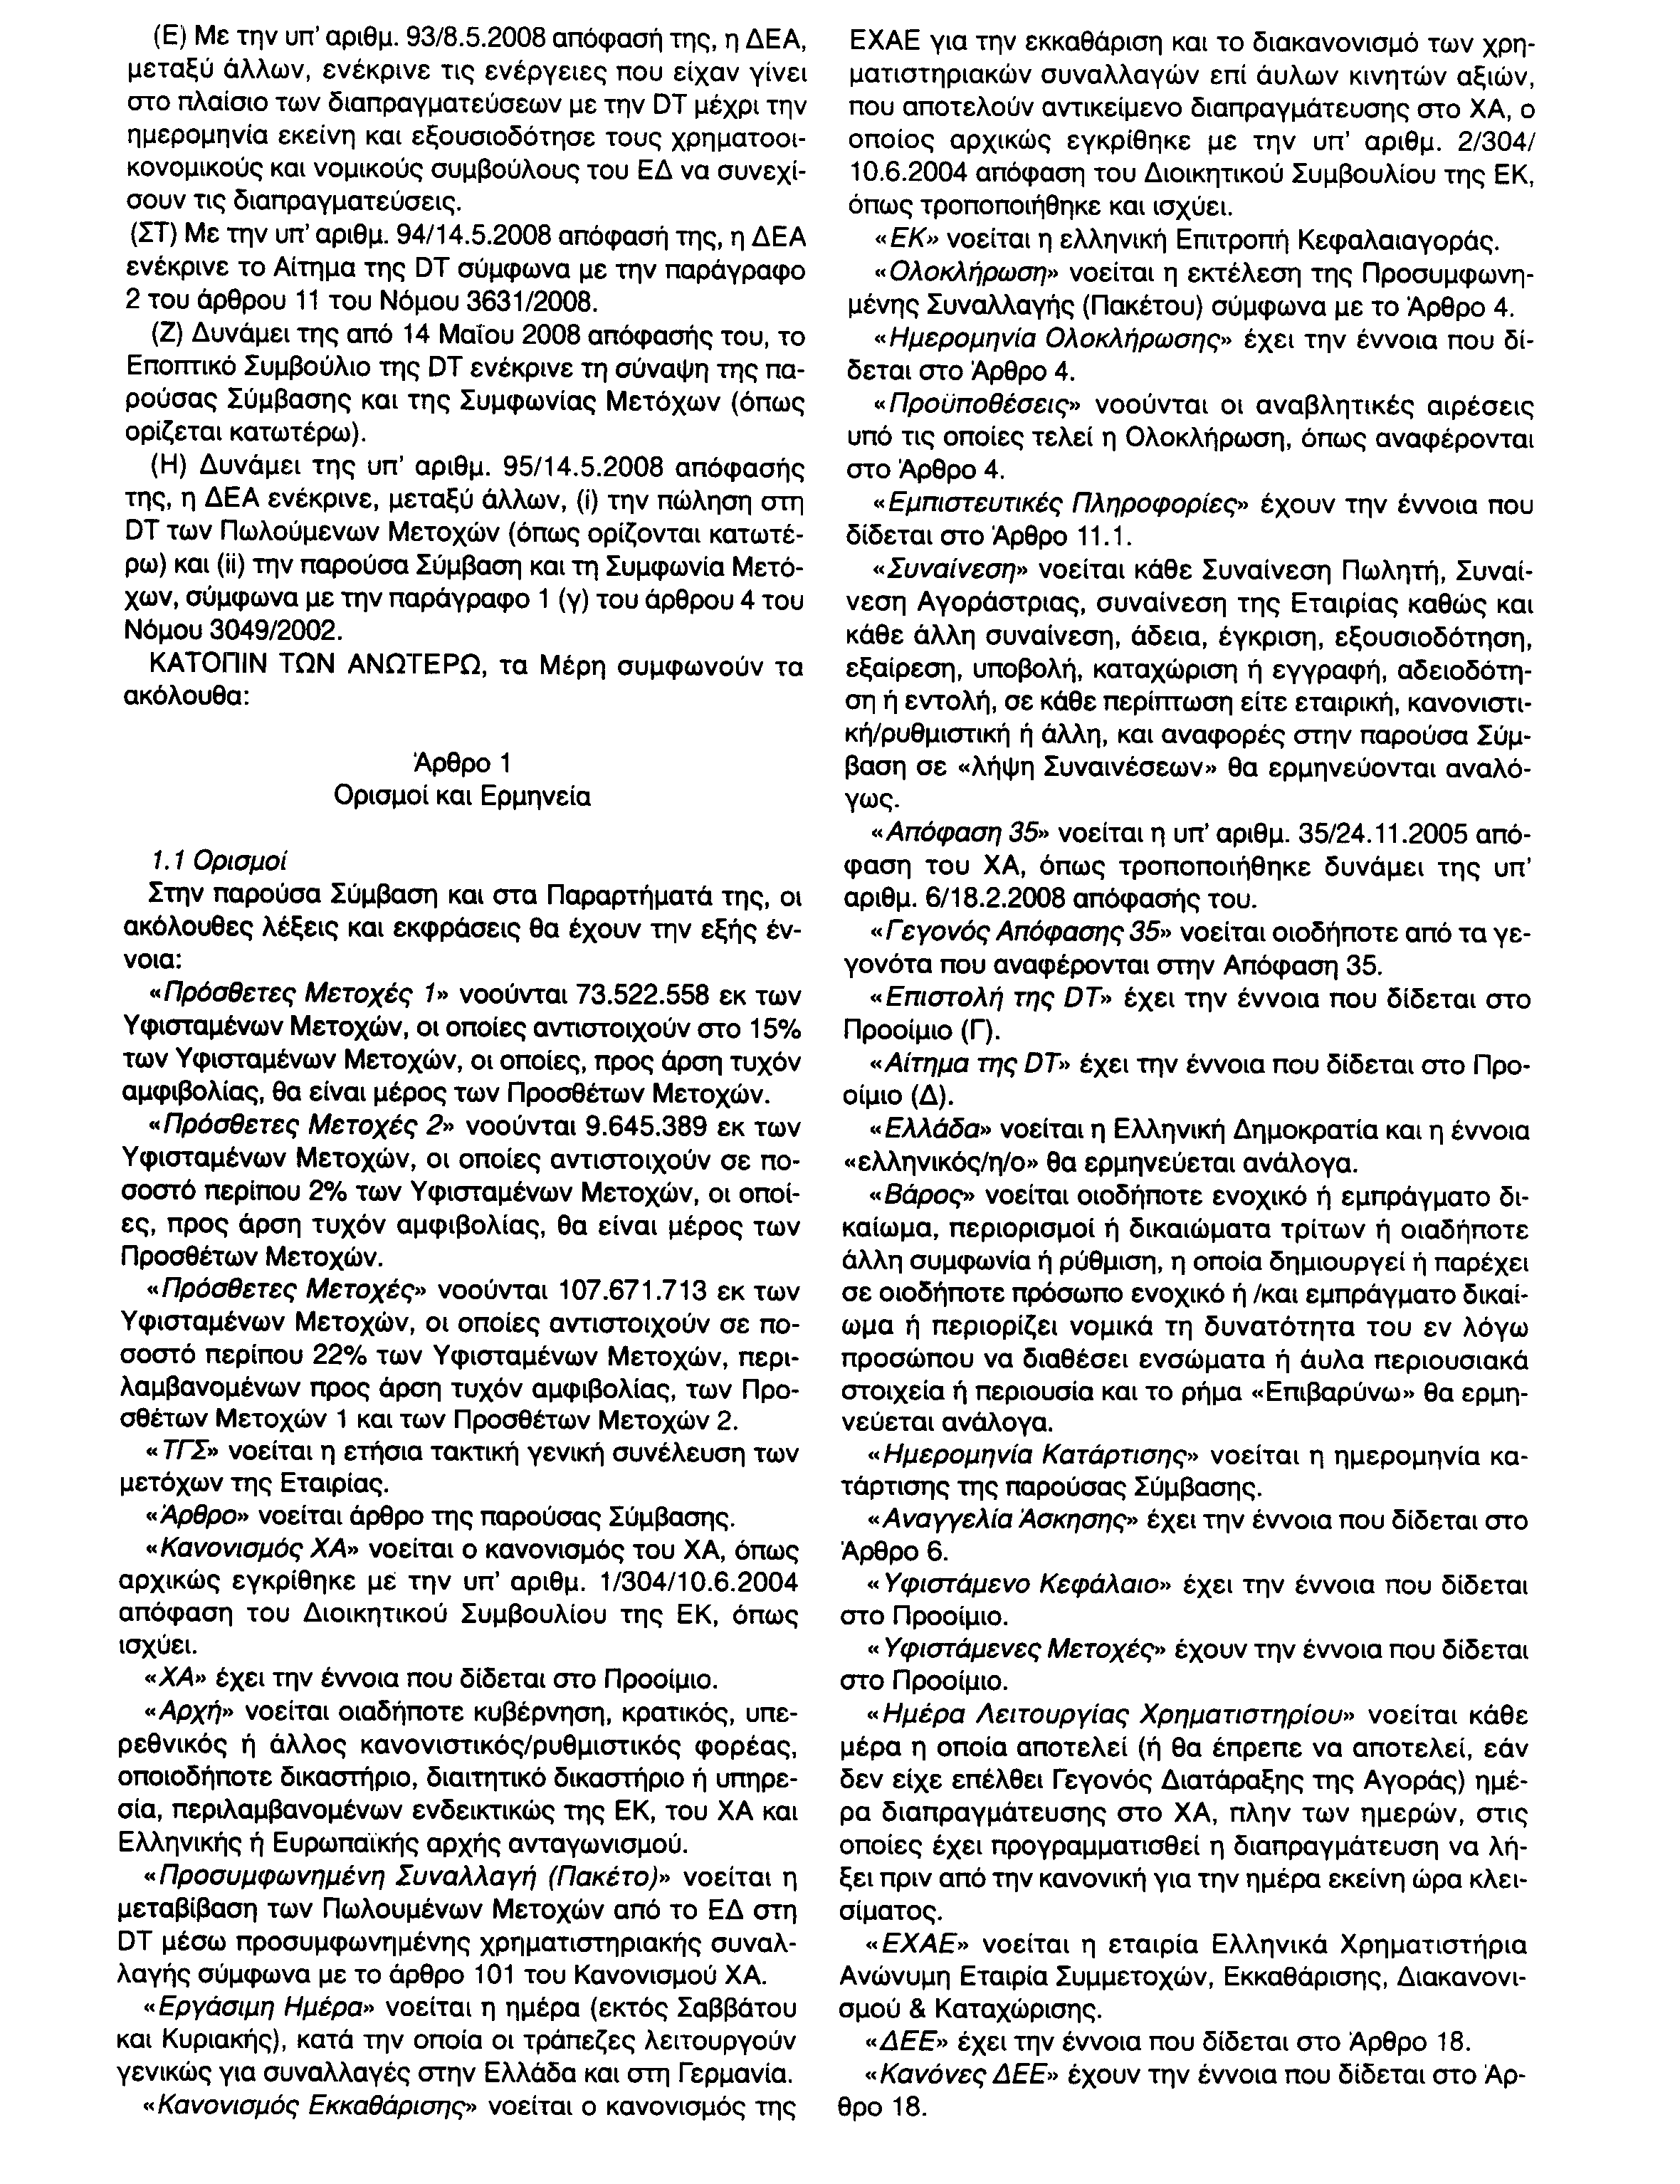 (Ε) Με την υπ' αριθμ. 93/8.5.2008 απόφασή της, η ΔΕΑ,
μεταξύ άλλων, ενέκρινε τις ενέργειες που είχαν γίνει
στο πλαίσιο των διαπραγματεύσεων με την DT μέχρι την
ημερομηνία εκείνη και εξουσιοδότησε τους χρηματοοι-
κονομικούς και νομικούς συμβούλους του ΕΔ να συνεχί-
σουν τις διαπραγματεύσεις.
(ΣΤ) Με την υπ' αριθμ. 94/14.5.2008 απόφασή της, η ΔΕΑ
ενέκρινε το Αίτημα της DT σύμφωνα με την παράγραφο
2 του άρθρου 11 του Νόμου 3631/2008.
(Ζ) Δυνάμει της από 14 Μαΐου 2008 απόφασής του, το
Εποπτικό Συμβούλιο της DT ενέκρινε τη σύναψη της πα-
ρούσας Σύμβασης και της Συμφωνίας Μετόχων (όπως
ορίζεται κατωτέρω).
(Η) Δυνάμει της υπ' αριθμ. 95/14.5.2008 απόφασής
της, η ΔΕΑ ενέκρινε, μεταξύ άλλων, (i) την πώληση στη
DT των Πωλούμενων Μετοχών (όπως ορίζονται κατωτέ-
ρω) και (ii) την παρούσα Σύμβαση και τη Συμφωνία Μετό-
χων, σύμφωνα με την παράγραφο 1 (γ) του άρθρου 4 του
Νόμου 3049/2002.
ΚΑΤΟΠΙΝ ΤΩΝ ΑΝΩΤΕΡΩ, τα Μέρη συμφωνούν τα
ακόλουθα:
Άρθρο 1
Ορισμοί και Ερμηνεία
1.1 Ορισμοί
Στην παρούσα Σύμβαση και στα Παραρτήματά της, οι
ακόλουθες λέξεις και εκφράσεις θα έχουν την εξής έν-
νοια:
«Πρόσθετες Μετοχές 1» νοούνται 73.522.558 εκ των
Υφισταμένων Μετοχών, οι οποίες αντιστοιχούν στο 15%
των Υφισταμένων Μετοχών, οι οποίες, προς άρση τυχόν
αμφιβολίας, θα είναι μέρος των Προσθέτων Μετοχών.
«Πρόσθετες Μετοχές 2» νοούνται 9.645.389 εκ των
Υφισταμένων Μετοχών, οι οποίες αντιστοιχούν σε πο-
σοστό περίπου 2% των Υφισταμένων Μετοχών, οι οποί-
ες, προς άρση τυχόν αμφιβολίας, θα είναι μέρος των
Προσθέτων Μετοχών.
«Πρόσθετες Μετοχές» νοούνται 107.671.713 εκ των
Υφισταμένων Μετοχών, οι οποίες αντιστοιχούν σε πο-
σοστό περίπου 22% των Υφισταμένων Μετοχών, περι-
λαμβανομένων προς άρση τυχόν αμφιβολίας, των Προ-
σθέτων Μετοχών 1 και των Προσθέτων Μετοχών 2.
«ΤΓΣ» νοείται η ετήσια τακτική γενική συνέλευση των
μετόχων της Εταιρίας.
«Άρθρο» νοείται άρθρο της παρούσας Σύμβασης.
«Κανονισμός ΧΑ» νοείται ο κανονισμός του ΧΑ, όπως
αρχικώς εγκρίθηκε με την υπ' αριθμ. 1/304/10.6.2004
απόφαση του Διοικητικού Συμβουλίου της ΕΚ, όπως
ισχύει.
«ΧΑ» έχει την έννοια που δίδεται στο Προοίμιο.
«Αρχή» νοείται οιαδήποτε κυβέρνηση, κρατικός, υπε-
ρεθνικός ή άλλος κανονιστικός/ρυθμιστικός φορέας,
οποιοδήποτε δικαστήριο, διαιτητικό δικαστήριο ή υπηρε-
σία, περιλαμβανομένων ενδεικτικώς της ΕΚ, του ΧΑ και
Ελληνικής ή Ευρωπαϊκής αρχής ανταγωνισμού.
«Προσυμφωνημένη Συναλλαγή (Πακέτο)» νοείται η
μεταβίβαση των Πωλουμένων Μετοχών από το ΕΔ στη
DT μέσω προσυμφωνημένης χρηματιστηριακής συναλ-
λαγής σύμφωνα με το άρθρο 101 του Κανονισμού ΧΑ.
«Εργάσιμη Ημέρα» νοείται η ημέρα (εκτός Σαββάτου
και Κυριακής), κατά την οποία οι τράπεζες λειτουργούν
γενικώς για συναλλαγές στην Ελλάδα και στη Γερμανία.
«Κανονισμός Εκκαθάρισης» νοείται ο κανονισμός της
ΕΧΑΕ για την εκκαθάριση και το διακανονισμό των χρη-
ματιστηριακών συναλλαγών επί άυλων κινητών αξιών,
που αποτελούν αντικείμενο διαπραγμάτευσης στο ΧΑ, ο
οποίος αρχικώς εγκρίθηκε με την υπ' αριθμ. 2/304/
10.6.2004 απόφαση του Διοικητικού Συμβουλίου της ΕΚ,
όπως τροποποιήθηκε και ισχύει.
«ΕΚ» νοείται η ελληνική Επιτροπή Κεφαλαιαγοράς.
«Ολοκλήρωση» νοείται η εκτέλεση της Προσυμφωνη-
μένης Συναλλαγής (Πακέτου) σύμφωνα με το Άρθρο 4.
«Ημερομηνία Ολοκλήρωσης» έχει την έννοια που δί-
δεται στο Άρθρο 4.
«Προϋποθέσεις» νοούνται οι αναβλητικές αιρέσεις
υπό τις οποίες τελεί η Ολοκλήρωση, όπως αναφέρονται
στο Άρθρο 4.
«Εμπιστευτικές Πληροφορίες» έχουν την έννοια που
δίδεται στο Άρθρο 11.1.
«Συναίνεση» νοείται κάθε Συναίνεση Πωλητή, Συναί-
νεση Αγοράστριας, συναίνεση της Εταιρίας καθώς και
κάθε άλλη συναίνεση, άδεια, έγκριση, εξουσιοδότηση,
εξαίρεση, υποβολή, καταχώριση ή εγγραφή, αδειοδότη-
ση ή εντολή, σε κάθε περίπτωση είτε εταιρική, κανονιστι-
κή/ρυθμιστική ή άλλη, και αναφορές στην παρούσα Σύμ-
βαση σε «λήψη Συναινέσεων» θα ερμηνεύονται αναλό-
γως.
«Απόφαση 35» νοείται η υπ' αριθμ. 35/24.11.2005 από-
φαση του ΧΑ, όπως τροποποιήθηκε δυνάμει της υπ'
αριθμ. 6/18.2.2008 απόφασής του.
«Γεγονός Απόφασης 35» νοείται οιοδήποτε από τα γε-
γονότα που αναφέρονται στην Απόφαση 35.
«Επιστολή της DT» έχει την έννοια που δίδεται στο
Προοίμιο (Γ).
«Αίτημα της DT» έχει την έννοια που δίδεται στο Προ-
οίμιο (Δ).
«Ελλάδα» νοείται η Ελληνική Δημοκρατία και η έννοια
«ελληνικός/η/ο» θα ερμηνεύεται ανάλογα.
«Βάρος» νοείται οιοδήποτε ενοχικό ή εμπράγματο δι-
καίωμα, περιορισμοί ή δικαιώματα τρίτων ή οιαδήποτε
άλλη συμφωνία ή ρύθμιση, η οποία δημιουργεί ή παρέχει
σε οιοδήποτε πρόσωπο ενοχικό ή /και εμπράγματο δικαί-
ωμα ή περιορίζει νομικά τη δυνατότητα του εν λόγω
προσώπου να διαθέσει ενσώματα ή άυλα περιουσιακά
στοιχεία ή περιουσία και το ρήμα «Επιβαρύνω» θα ερμη-
νεύεται ανάλογα.
«Ημερομηνία Κατάρτισης» νοείται η ημερομηνία κα-
τάρτισης της παρούσας Σύμβασης.
«Αναγγελία Άσκησης» έχει την έννοια που δίδεται στο
Άρθρο 6.
«Υφιστάμενο Κεφάλαιο» έχει την έννοια που δίδεται
στο Προοίμιο.
«Υφιστάμενες Μετοχές» έχουν την έννοια που δίδεται
στο Προοίμιο.
«Ημέρα Λειτουργίας Χρηματιστηρίου» νοείται κάθε
μέρα η οποία αποτελεί (ή θα έπρεπε να αποτελεί, εάν
δεν είχε επέλθει Γεγονός Διατάραξης της Αγοράς) ημέ-
ρα διαπραγμάτευσης στο ΧΑ, πλην των ημερών, στις
οποίες έχει προγραμματισθεί η διαπραγμάτευση να λή-
ξει πριν από την κανονική για την ημέρα εκείνη ώρα κλει-
σίματος.
«ΕΧΑΕ» νοείται η εταιρία Ελληνικά Χρηματιστήρια
Ανώνυμη Εταιρία Συμμετοχών, Εκκαθάρισης, Διακανονι-
σμού & Καταχώρισης.
«ΔΕΕ» έχει την έννοια που δίδεται στο Άρθρο 18.
«Κανόνες ΔΕΕ» έχουν την έννοια που δίδεται στο Άρ-
θρο 18.